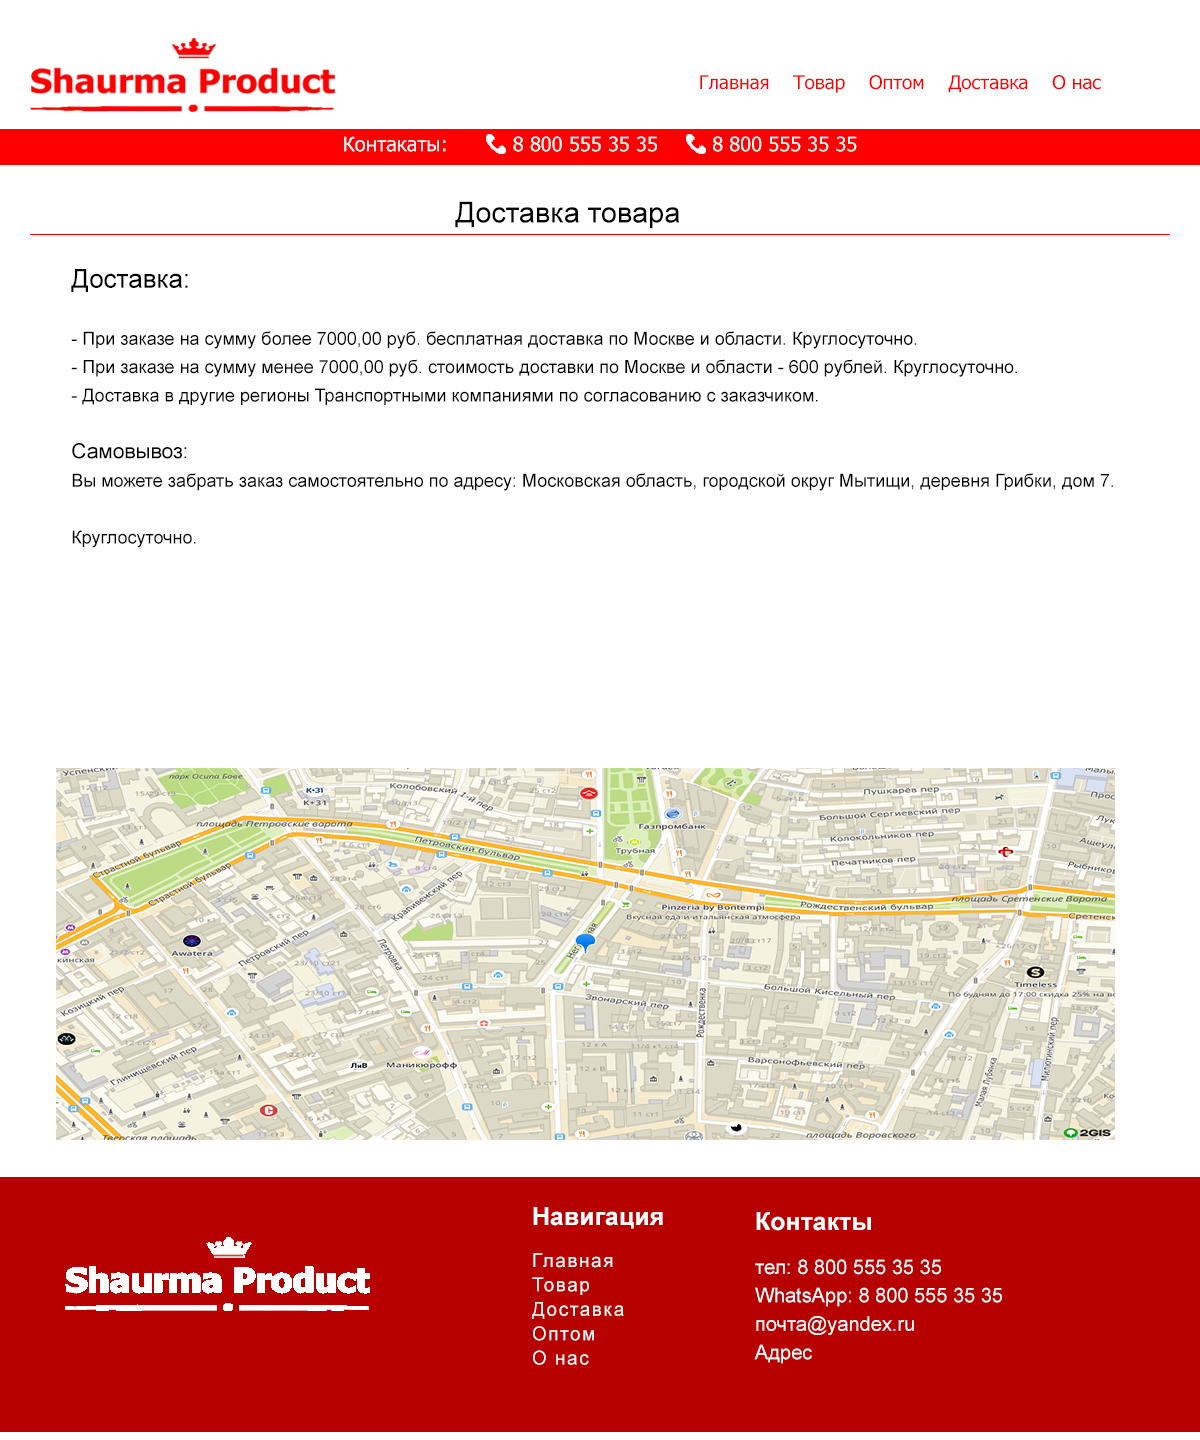 Shaurma Product
Главная Товар Оптом Доставка О нас
Контакаты: 8 800 555 35 35 8 800 555 35 35
Доставка товара
Доставка:
- При заказе на сумму более 7000,00 руб. бесплатная доставка по Москве и области. Круглосуточно.
- При заказе на сумму менее 7000,00 руб. стоимость доставки по Москве и области - 600 рублей. Круглосуточно.
- Доставка в другие регионы Транспортными компаниями по согласованию с заказчиком.
Самовывоз:
Вы можете забрать заказ самостоятельно по адресу: Московская область, городской округ Мытищи, деревня Грибки, дом 7.
Круглосуточно.
Успенский
парк Осипа Бове
К-31
К+31
Колобовский 1-й пер
площадь Петровские ворота
Страстной бульвар
Страстной бульвар
Петровский бульвар
Газпромбанк
Трубная
Пушкарёв пер
Большой Сергиевский пер
Колокольников пер
Печатников пер
Рождественский бульвар
площадь Сретенские Ворота
Pinzeria by Bontempi
Вкусная еда и итальянская атмосфера
Крапивенский пер
Петровский пер
Петровка
Awatera
Козицкий пер
Глинищевский пер
Тверская площадь
ЛиВ
Маникюрофф
Звонарский пер
Рождественка
Большой Кисельный пер
Варсонофьевский пер
Timeless
По будням до 17:00 скидка 25% на вс
Малая Лубянка
Милютинский пер
площадь Воровского
2GIS
Shaurma Product
Навигация
Главная
Товар
Доставка
Оптом
О нас
Контакты
тел: 8 800 555 35 35
WhatsApp: 8 800 555 35 35
почта@yandex.ru
Адрес